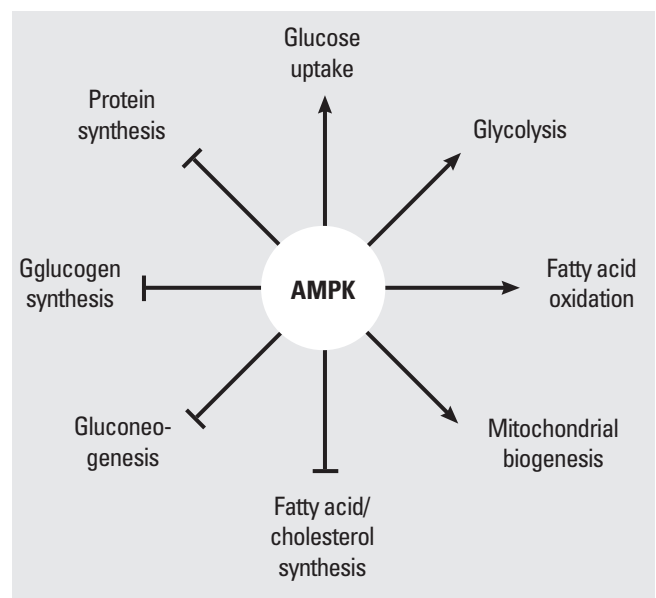 Glucose
uptake
Protein
synthesis
Glycolysis
Gglucogen
synthesis
AMPK
Fatty acid
oxidation
Gluconeo-
genesis
Mitochondrial
biogenesis
Fatty acid/
cholesterol
synthesis